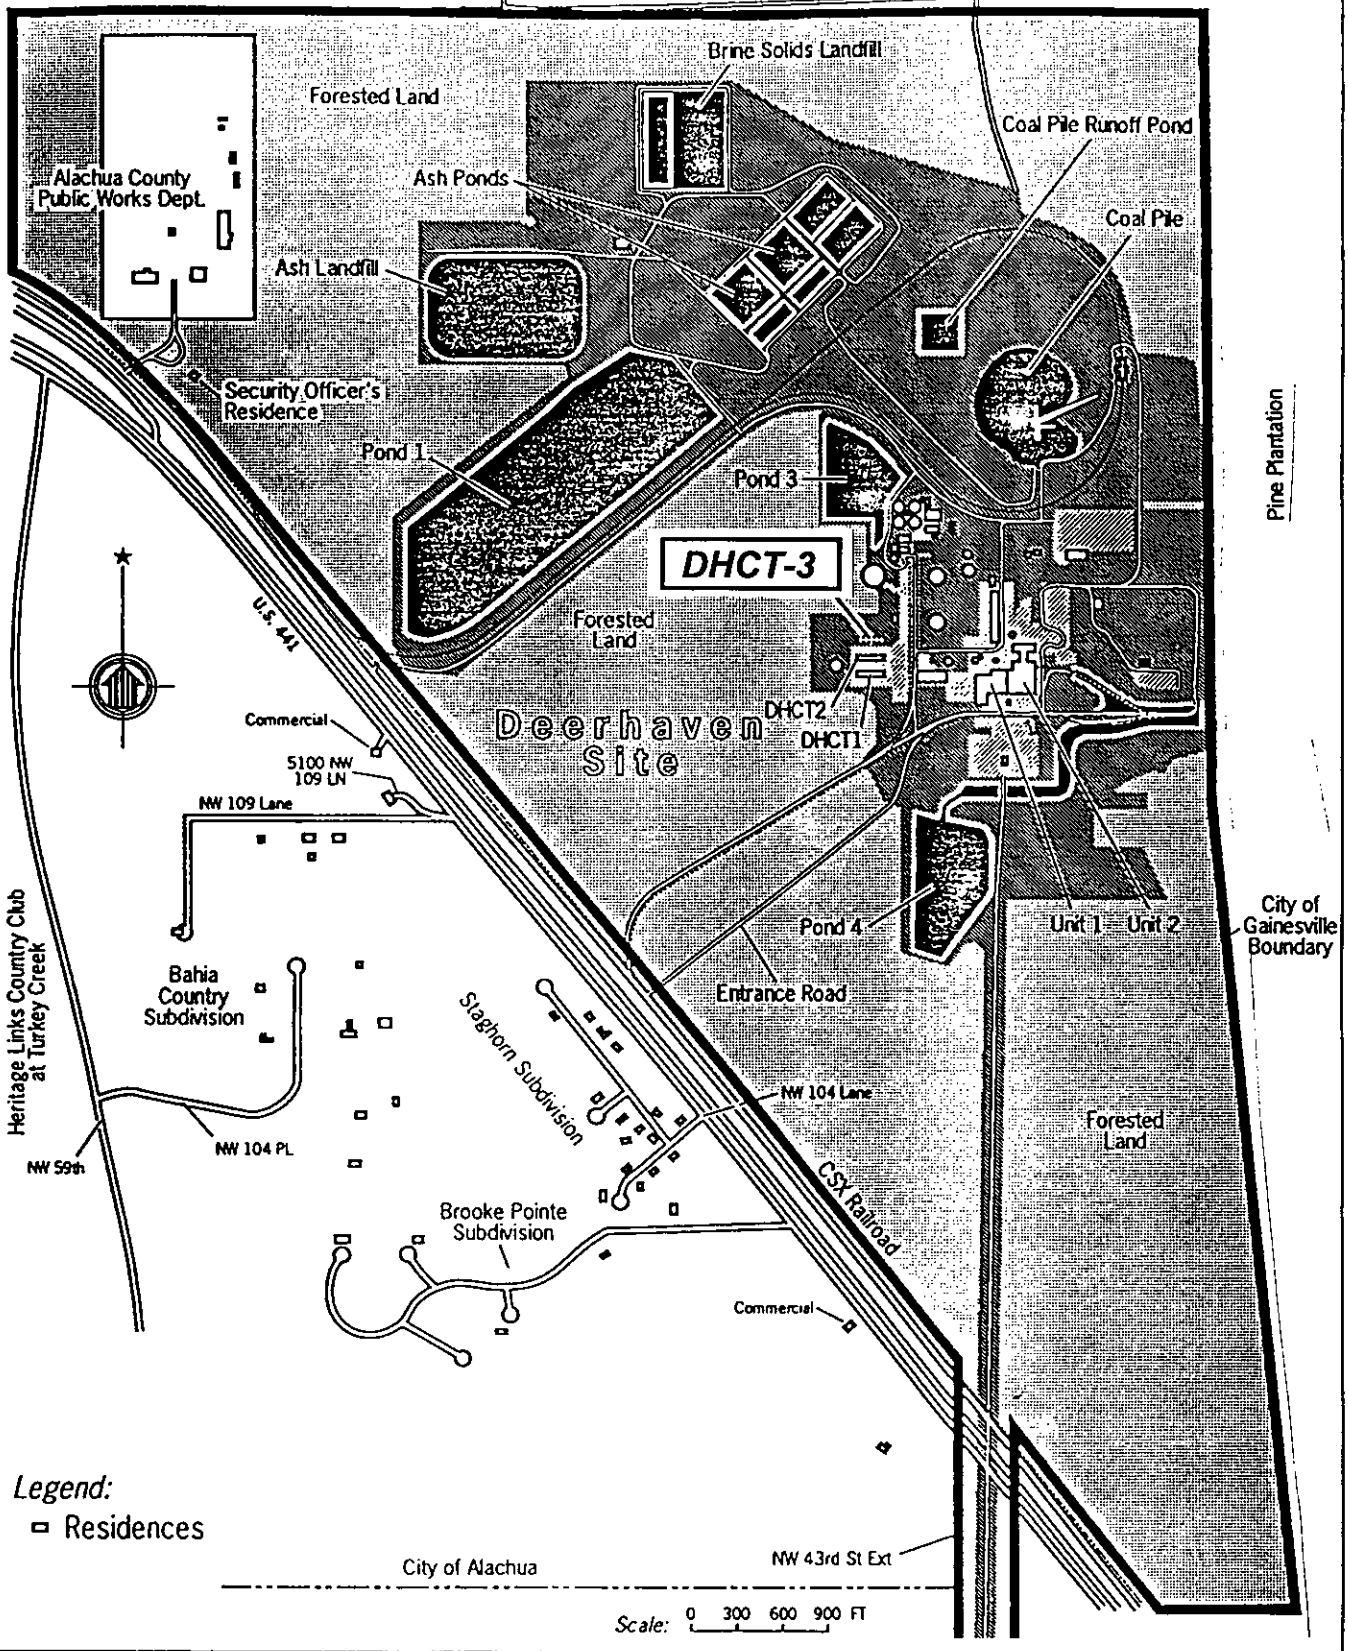 Brine Solids Landfill
Forested Land
Coal Pile Runoff Pond
Ash Ponds
Alachua County
Public Works Dept.
Coal Pile
Ash Landfill
Security Officer's
Residence
Pine Plantation
Pond 1
Pond 3
DHCT-3
U.S. 441
Forested
Land
Deerhaven
Site
DHCT2
DHCT1
Commercial
5100 NW
109 LN
NW 109 Lane
Heritage Links Country Club
at Turkey Creek
Pond 4
Unit 1
Unit 2
City of
Gainesville
Boundary
Bahia
Country
Subdivision
Entrance Road
Staghorn Subdivision
NW 104 Lane
Forested
Land
NW 104 PL
NW 59th
CSX Railroad
Brooke Pointe
Subdivision
Commercial
Legend:
Residences
City of Alachua
NW 43rd St Ext
Scale: 0 300 600 900 FT